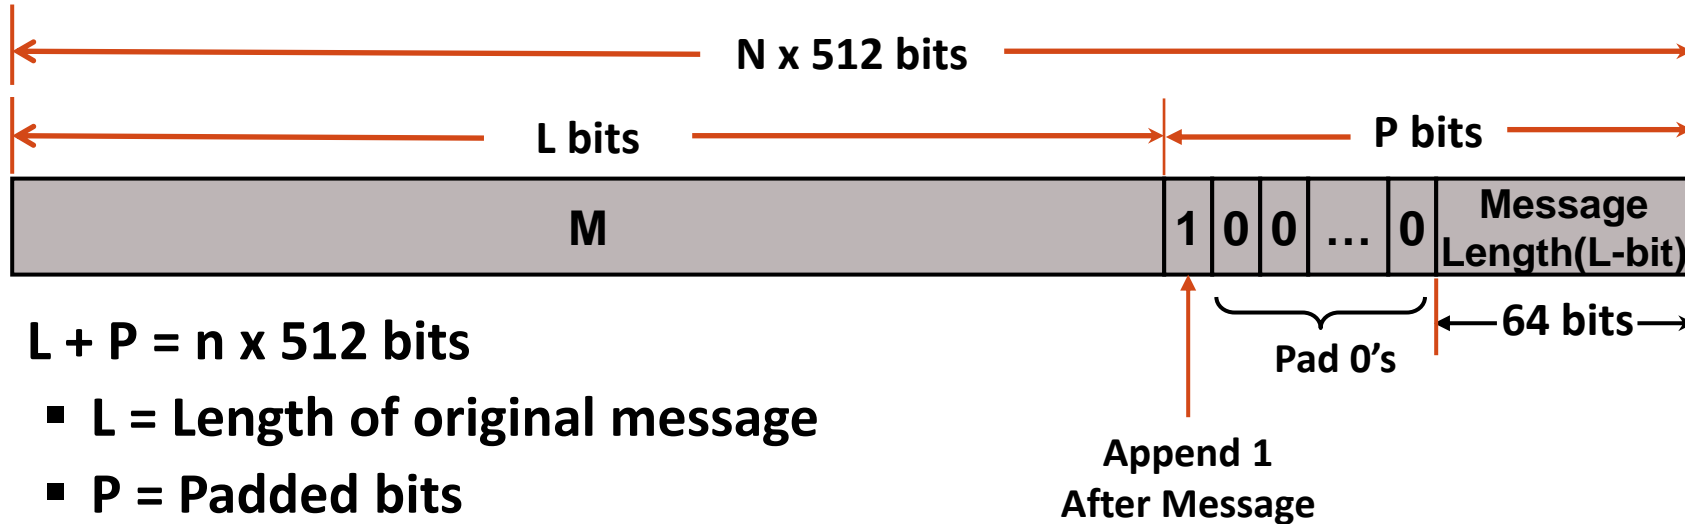 N x 512 bits
L bits
P bits
M
1 0 0 ... 0
Message
Length(L-bit)
64 bits
Pad 0’s
Append 1
After Message
L + P = n x 512 bits
▪ L = Length of original message
▪ P = Padded bits